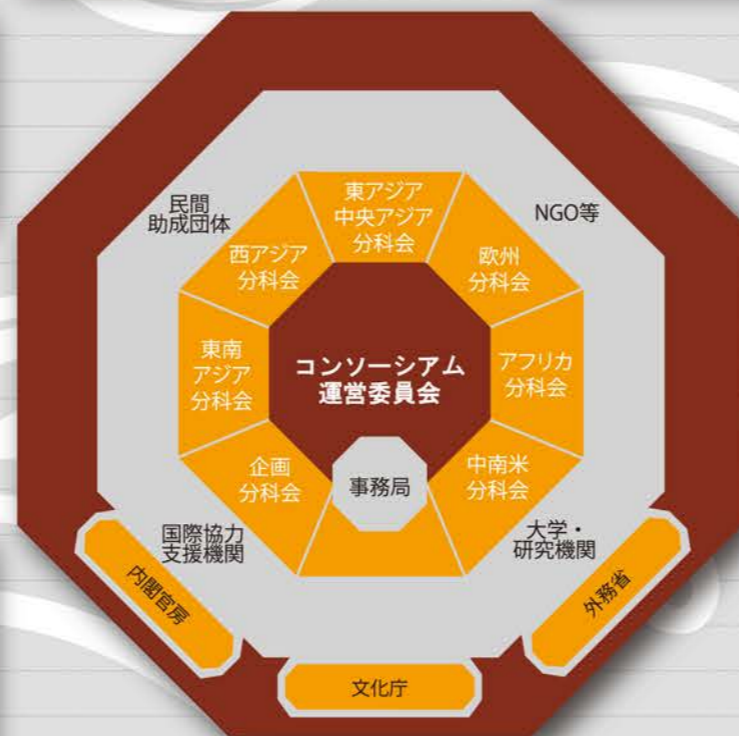 民間
助成団体
NGO等
東アジア
中央アジア
分科会
西アジア
分科会
欧州
分科会
東南
アジア
分科会
コンソーシアム
運営委員会
アフリカ
分科会
企画
分科会
事務局
中南米
分科会
国際協力
支援機関
大学・
研究機関
内閣官房
文化庁
外務省